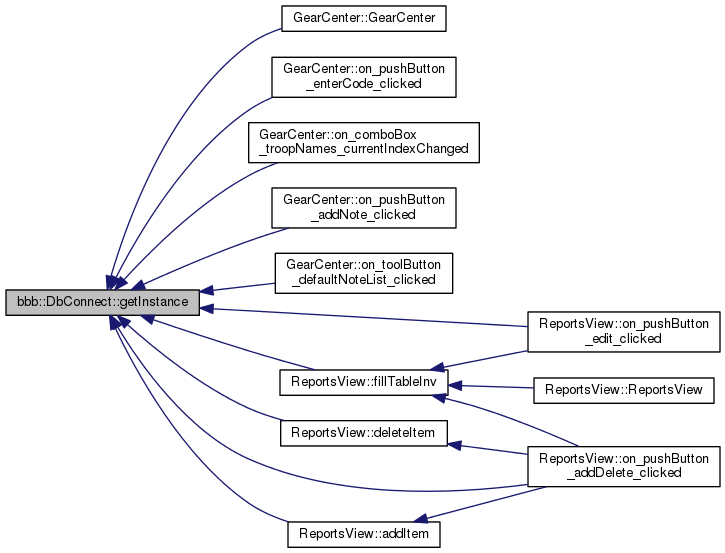 GearCenter::GearCenter
GearCenter::on_pushButton
_enterCode_clicked
GearCenter::on_comboBox
_troopNames_currentIndexChanged
GearCenter::on_pushButton
_addNote_clicked
GearCenter::on_toolButton
_defaultNoteList_clicked
bbb::DbConnect::getInstance
ReportsView::on_pushButton
_edit_clicked
ReportsView::fillTableInv
ReportsView::ReportsView
ReportsView::deleteItem
ReportsView::on_pushButton
_addDelete_clicked
ReportsView::addItem